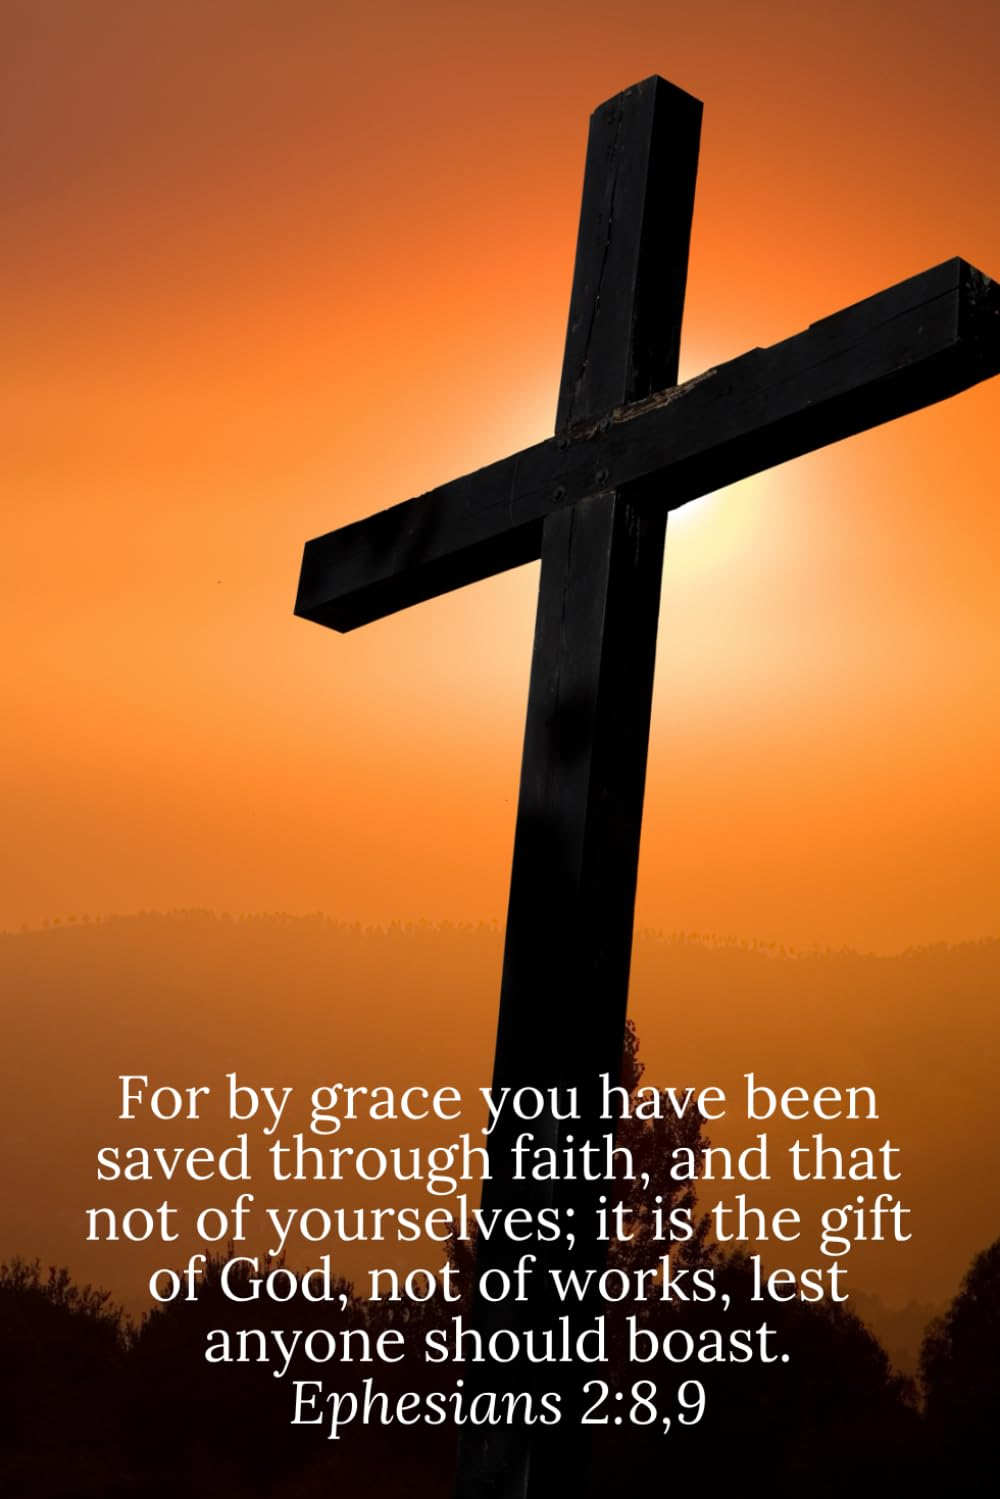 For by grace you have been
saved through faith, and that
not of yourselves; it is the gift
of God, not of works, lest
anyone should boast.
Ephesians 2:8,9